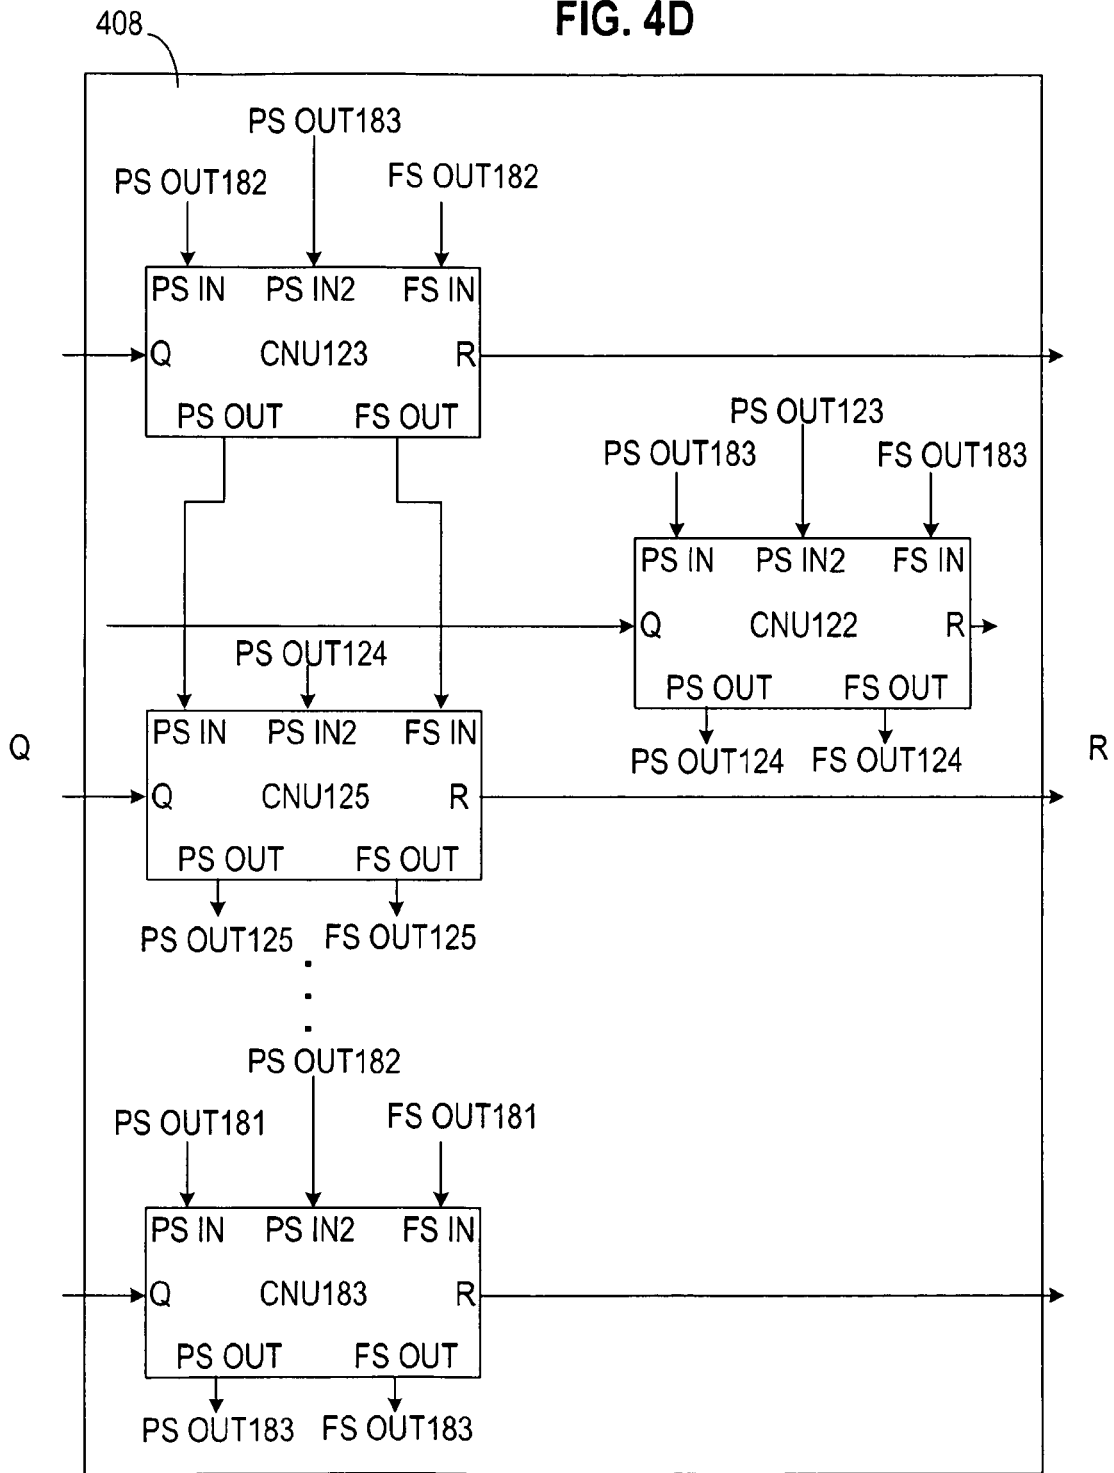 FIG. 4D
408
PS OUT183
PS OUT182
FS OUT182
PS IN PS IN2 FS IN
Q CNU123 R
PS OUT FS OUT
PS OUT123
PS OUT183
FS OUT183
PS IN PS IN2 FS IN
Q CNU122 R
PS OUT FS OUT
PS OUT124 FS OUT124
PS OUT124
PS IN PS IN2 FS IN
Q CNU125 R
PS OUT FS OUT
PS OUT125 FS OUT125
Q
R
PS OUT182
PS OUT181
FS OUT181
PS IN PS IN2 FS IN
Q CNU183 R
PS OUT FS OUT
PS OUT183 FS OUT183